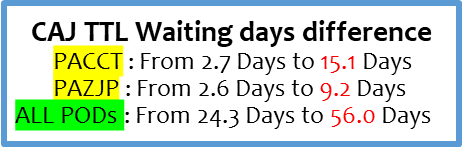 CAJ TTL Waiting days difference
PACCT : From 2.7 Days to 15.1 Days
PAZJP : From 2.6 Days to 9.2 Days
ALL PODs : From 24.3 Days to 56.0 Days